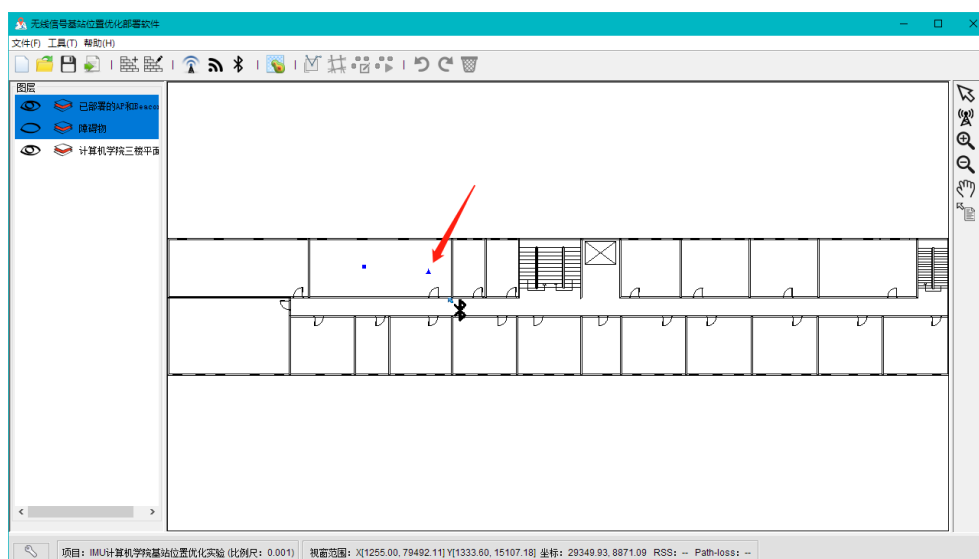 无线信号基站位置优化部署软件
文件(F) 工具(T) 帮助(H)
图层
已部署的AP和Beaco
障碍物
计算机学院三楼平面
项目: IMU计算机学院基站位置优化实验 (比例尺: 0.001)
视窗范围: X[1255.00, 79492.11] Y[1333.60, 15107.18] 坐标: 29349.93, 8871.09 RSS: -- Path-loss: --